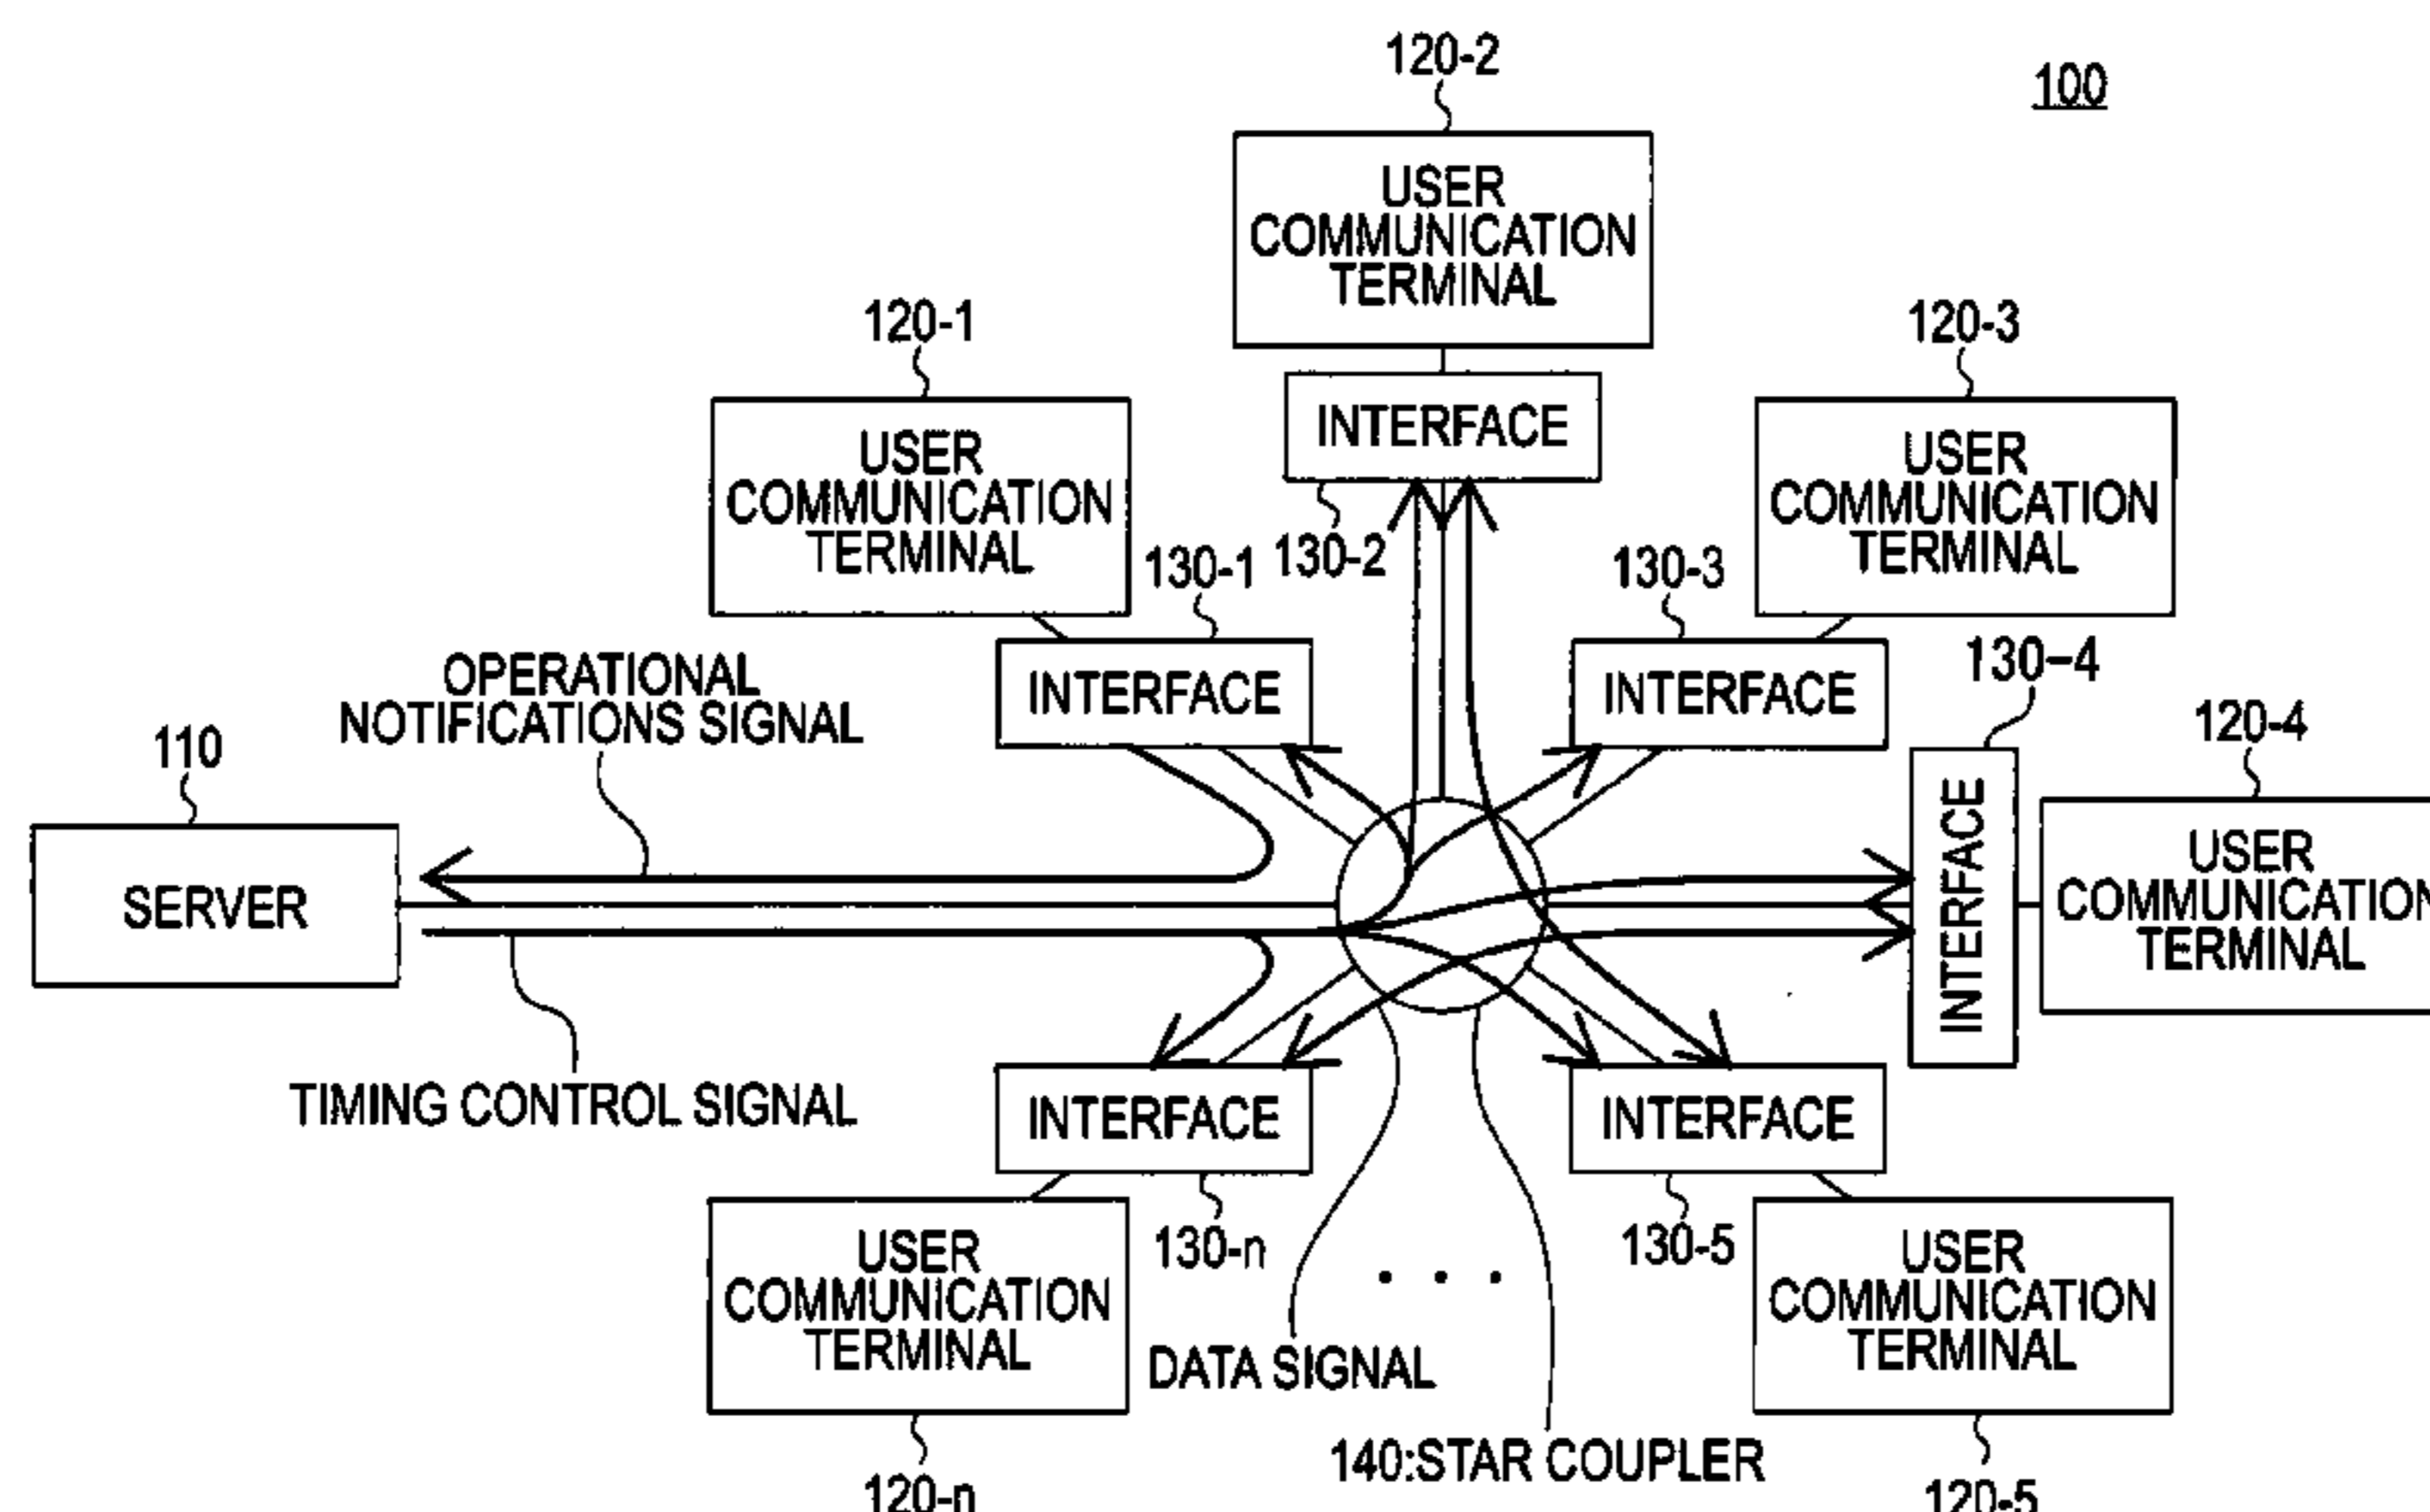 120-2
100
USER
COMMUNICATION
TERMINAL
120-1
120-3
USER
COMMUNICATION
TERMINAL
INTERFACE
USER
COMMUNICATION
TERMINAL
130-1
130-2
130-3
INTERFACE
INTERFACE
130-4
OPERATIONAL
NOTIFICATIONS SIGNAL
110
120-4
SERVER
INTERFACE
USER
COMMUNICATION
TERMINAL
TIMING CONTROL SIGNAL
INTERFACE
INTERFACE
130-n
130-5
USER
COMMUNICATION
TERMINAL
USER
COMMUNICATION
TERMINAL
DATA SIGNAL
140:STAR COUPLER
120-n
120-5